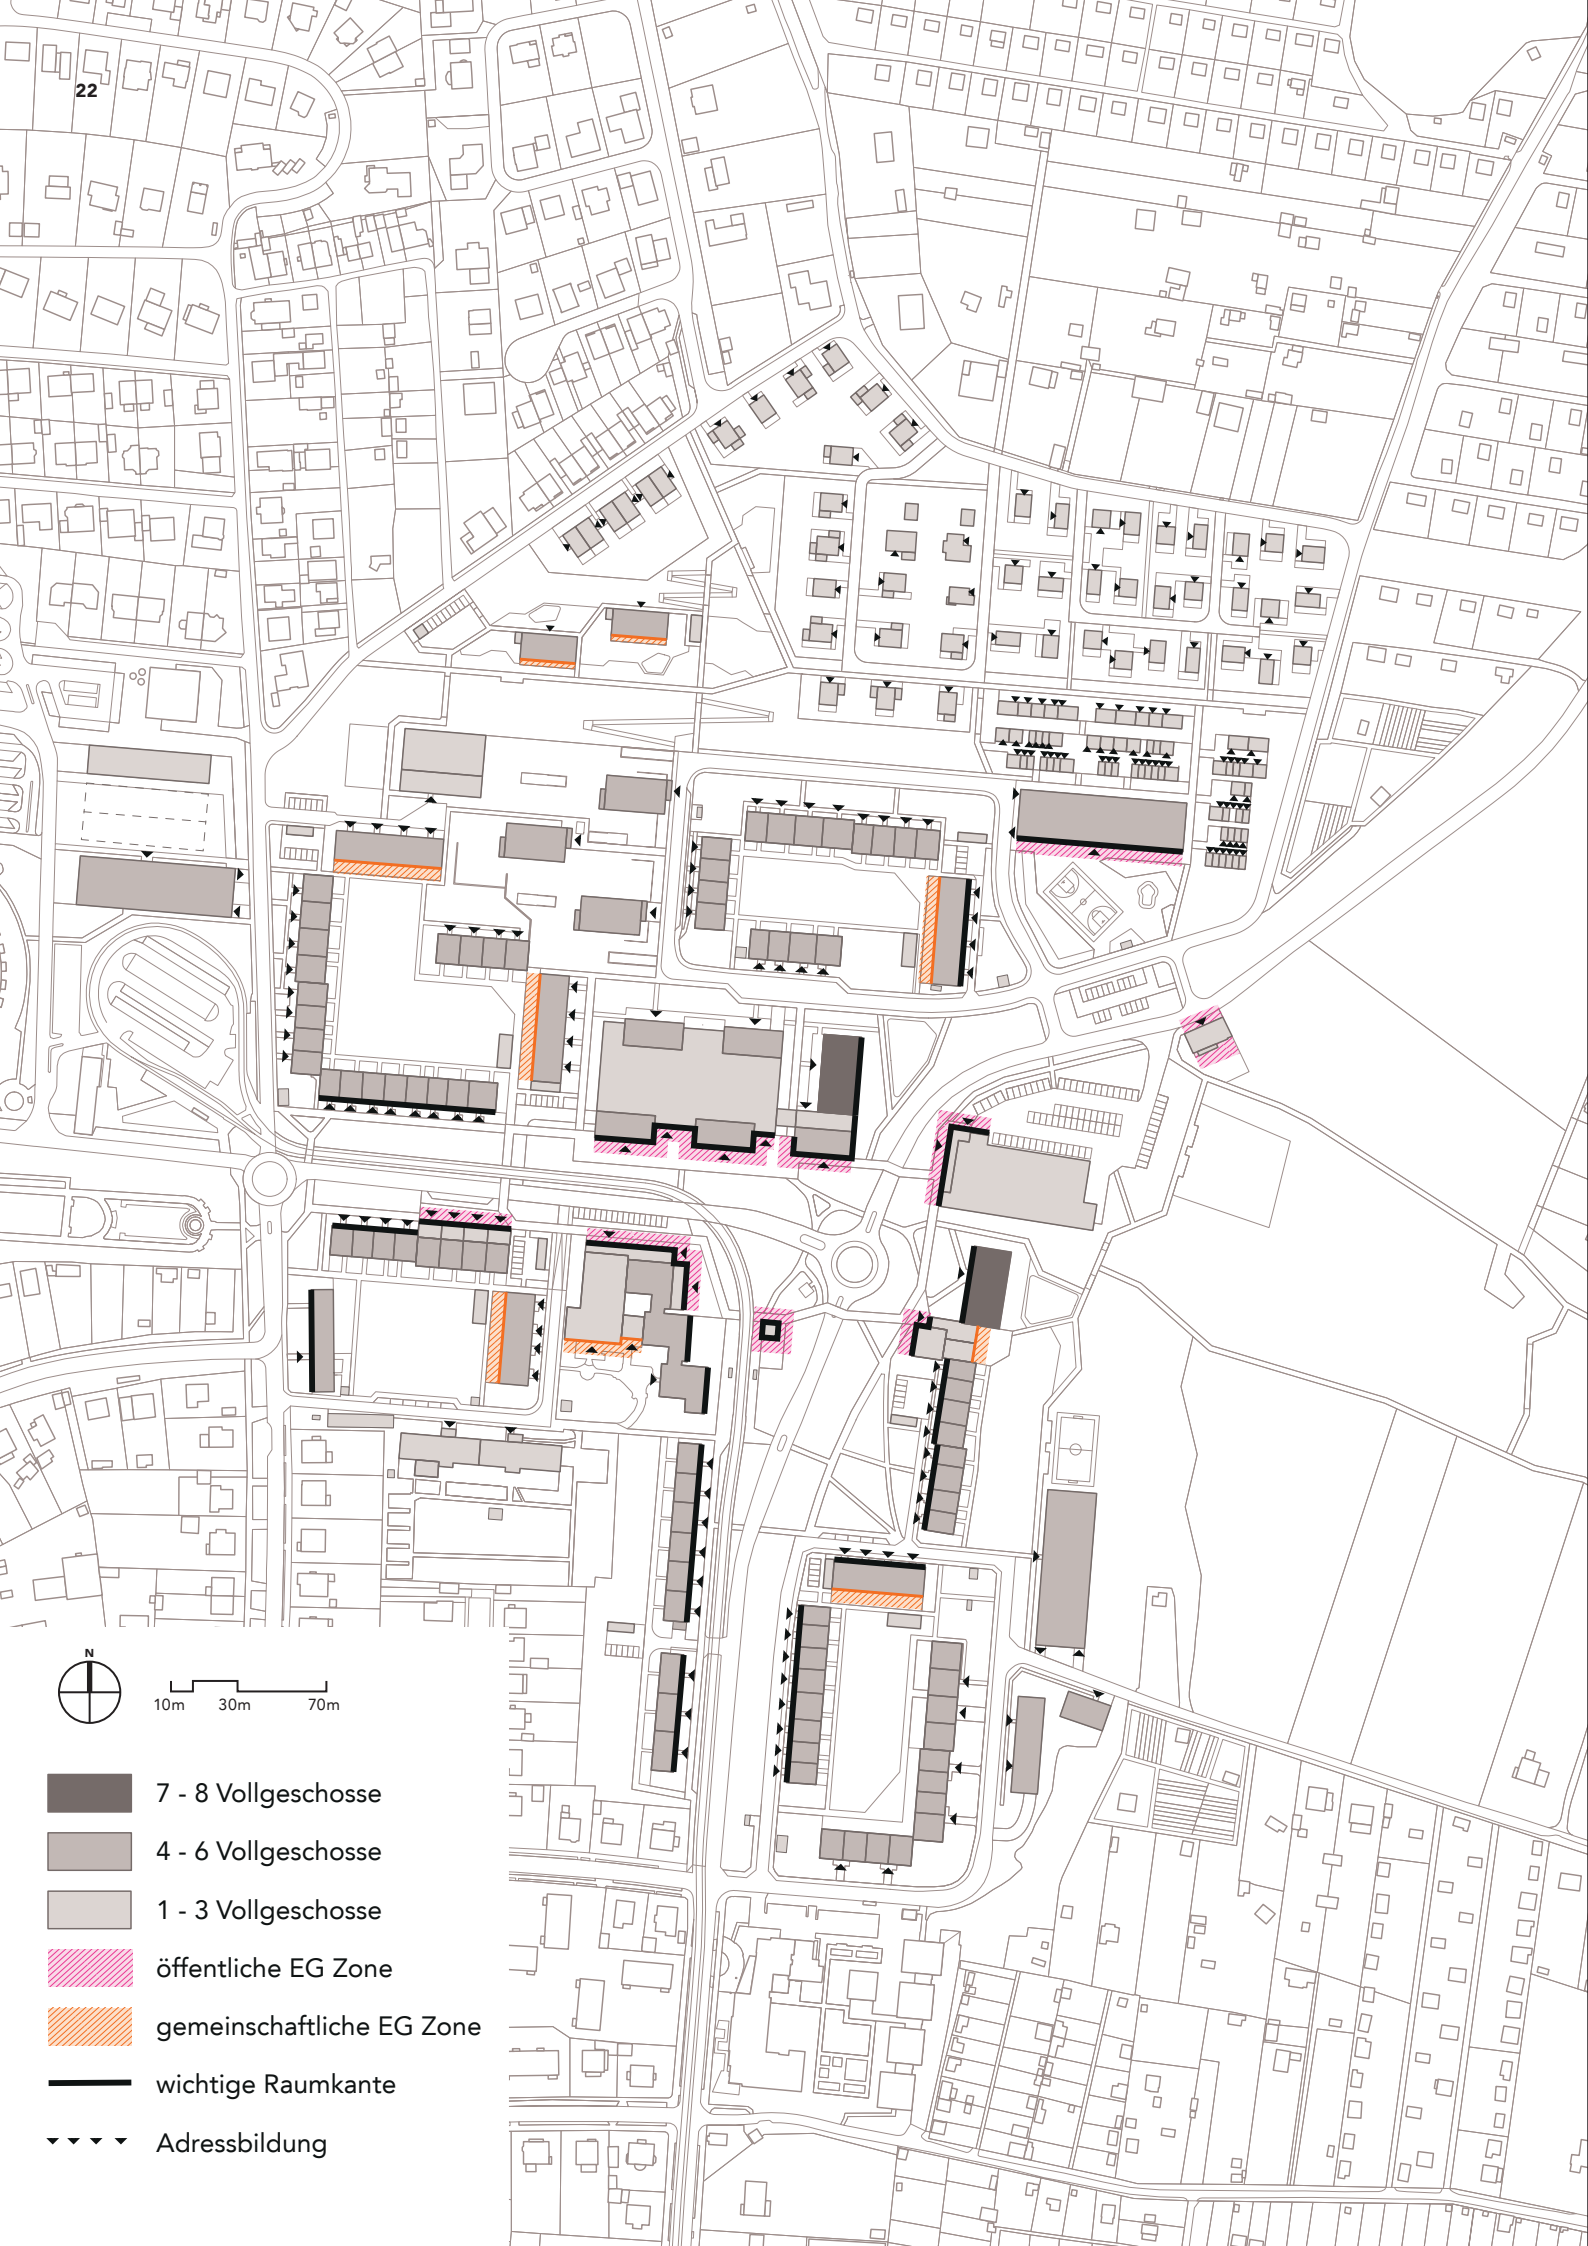 22
N
10m 30m 70m
7 - 8 Vollgeschosse
4 - 6 Vollgeschosse
1 - 3 Vollgeschosse
öffentliche EG Zone
gemeinschaftliche EG Zone
wichtige Raumkante
Adressbildung